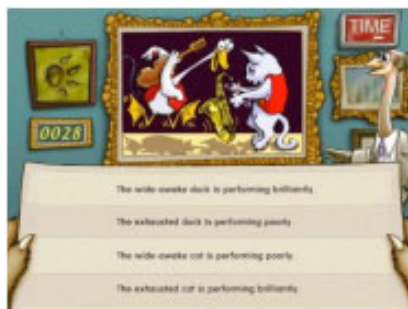 TIME
0028
The wide-awake duck is performing brilliantly.
The exhausted duck is performing poorly.
The wide-awake cat is performing poorly.
The exhausted cat is performing brilliantly.